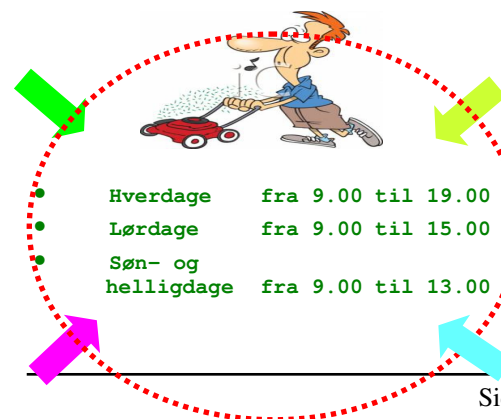 • Hverdage fra 9.00 til 19.00
• Lørdage fra 9.00 til 15.00
• Søn- og
helligdage fra 9.00 til 13.00